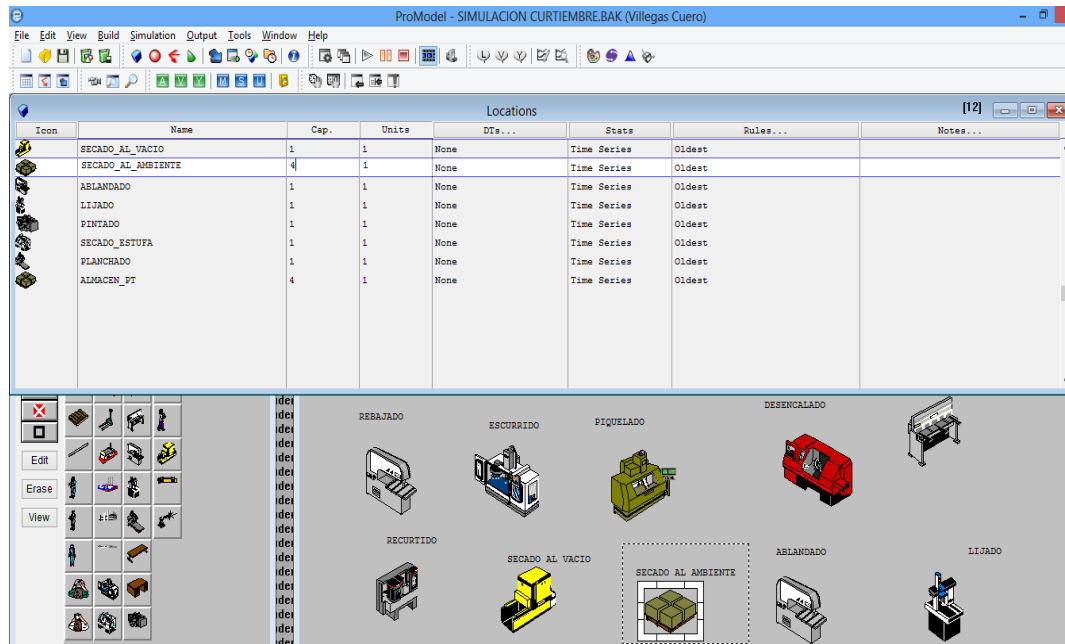 ProModel - SIMULACION CURTIEMBRE.BAK (Villegas Cuero)
File Edit View Build Simulation Output Tools Window Help
Locations [12]
Icon Name Cap. Units DTs... Stats Rules... Notes...
SECADO_AL_VACIO 1 1 None Time Series Oldest
SECADO_AL_AMBIENTE 4 1 None Time Series Oldest
ABLANDADO 1 1 None Time Series Oldest
LIJADO 1 1 None Time Series Oldest
PINTADO 1 1 None Time Series Oldest
SECADO_ESTUFA 1 1 None Time Series Oldest
PLANCHADO 1 1 None Time Series Oldest
ALMACEN_PT 4 1 None Time Series Oldest
Edit
Erase
View
REBAJADO ESCURRIDO PIQUELADO DESENCALADO
RECURTIDO SECADO AL VACIO SECADO AL AMBIENTE ABLANDADO LIJADO